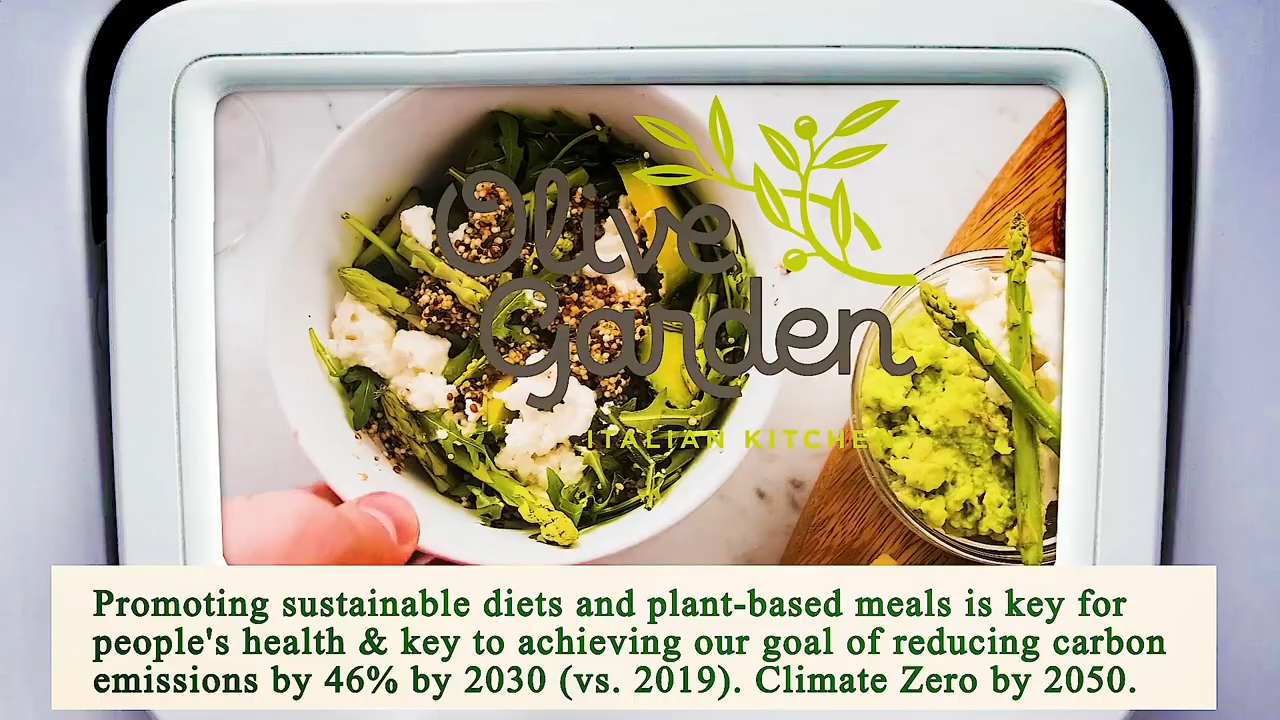 Olive
Garden
ITALIAN KITCHEN
Promoting sustainable diets and plant-based meals is key for
people's health & key to achieving our goal of reducing carbon
emissions by 46% by 2030 (vs. 2019). Climate Zero by 2050.